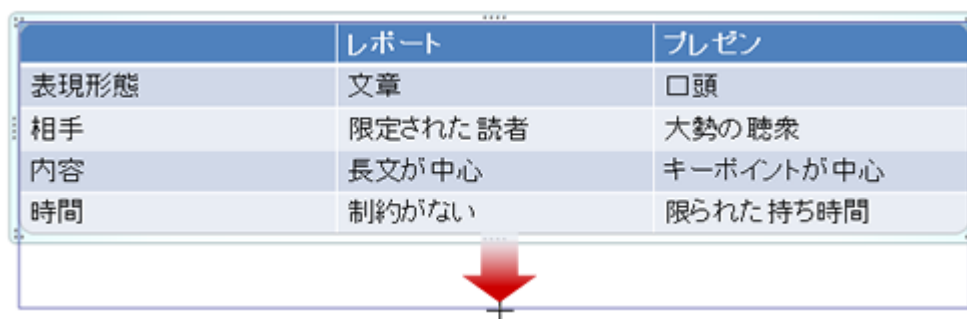 レポート プレゼン
表現形態 文章 口頭
相手 限定された読者 大勢の聴衆
内容 長文が中心 キーポイントが中心
時間 制約がない 限られた持ち時間